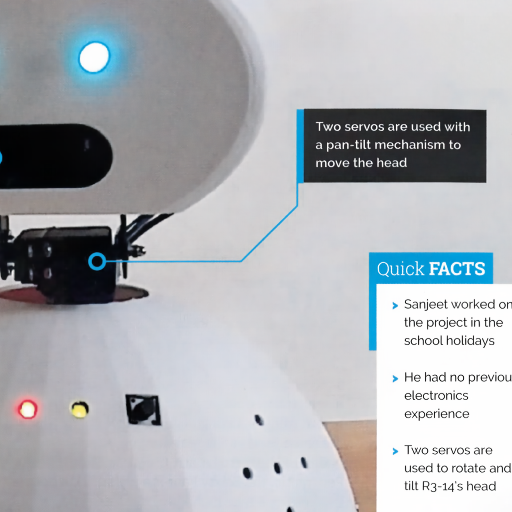 Two servos are used with
a pan-tilt mechanism to
move the head
Quick FACTS
Sanjeet worked on
the project in the
school holidays
He had no previou
electronics
experience
Two servos are
used to rotate and
tilt R3-14's head